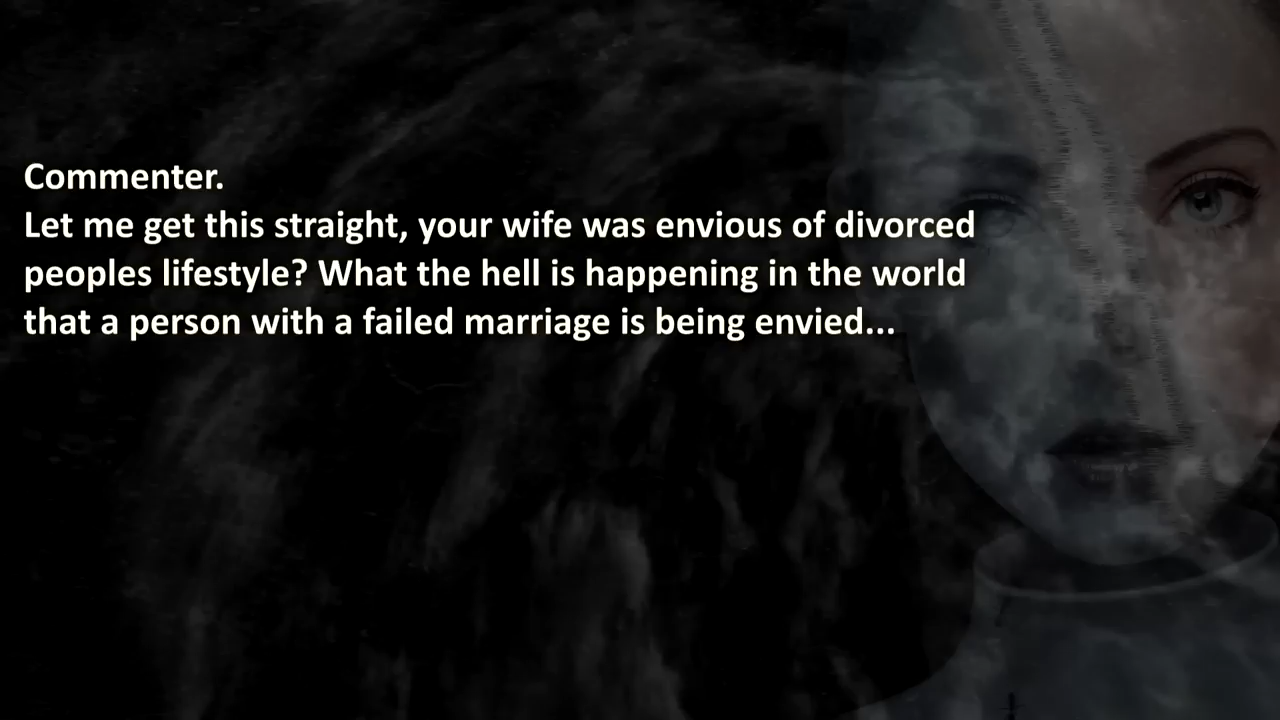 Commenter.
Let me get this straight, your wife was envious of divorced
peoples lifestyle? What the hell is happening in the world
that a person with a failed marriage is being envied...